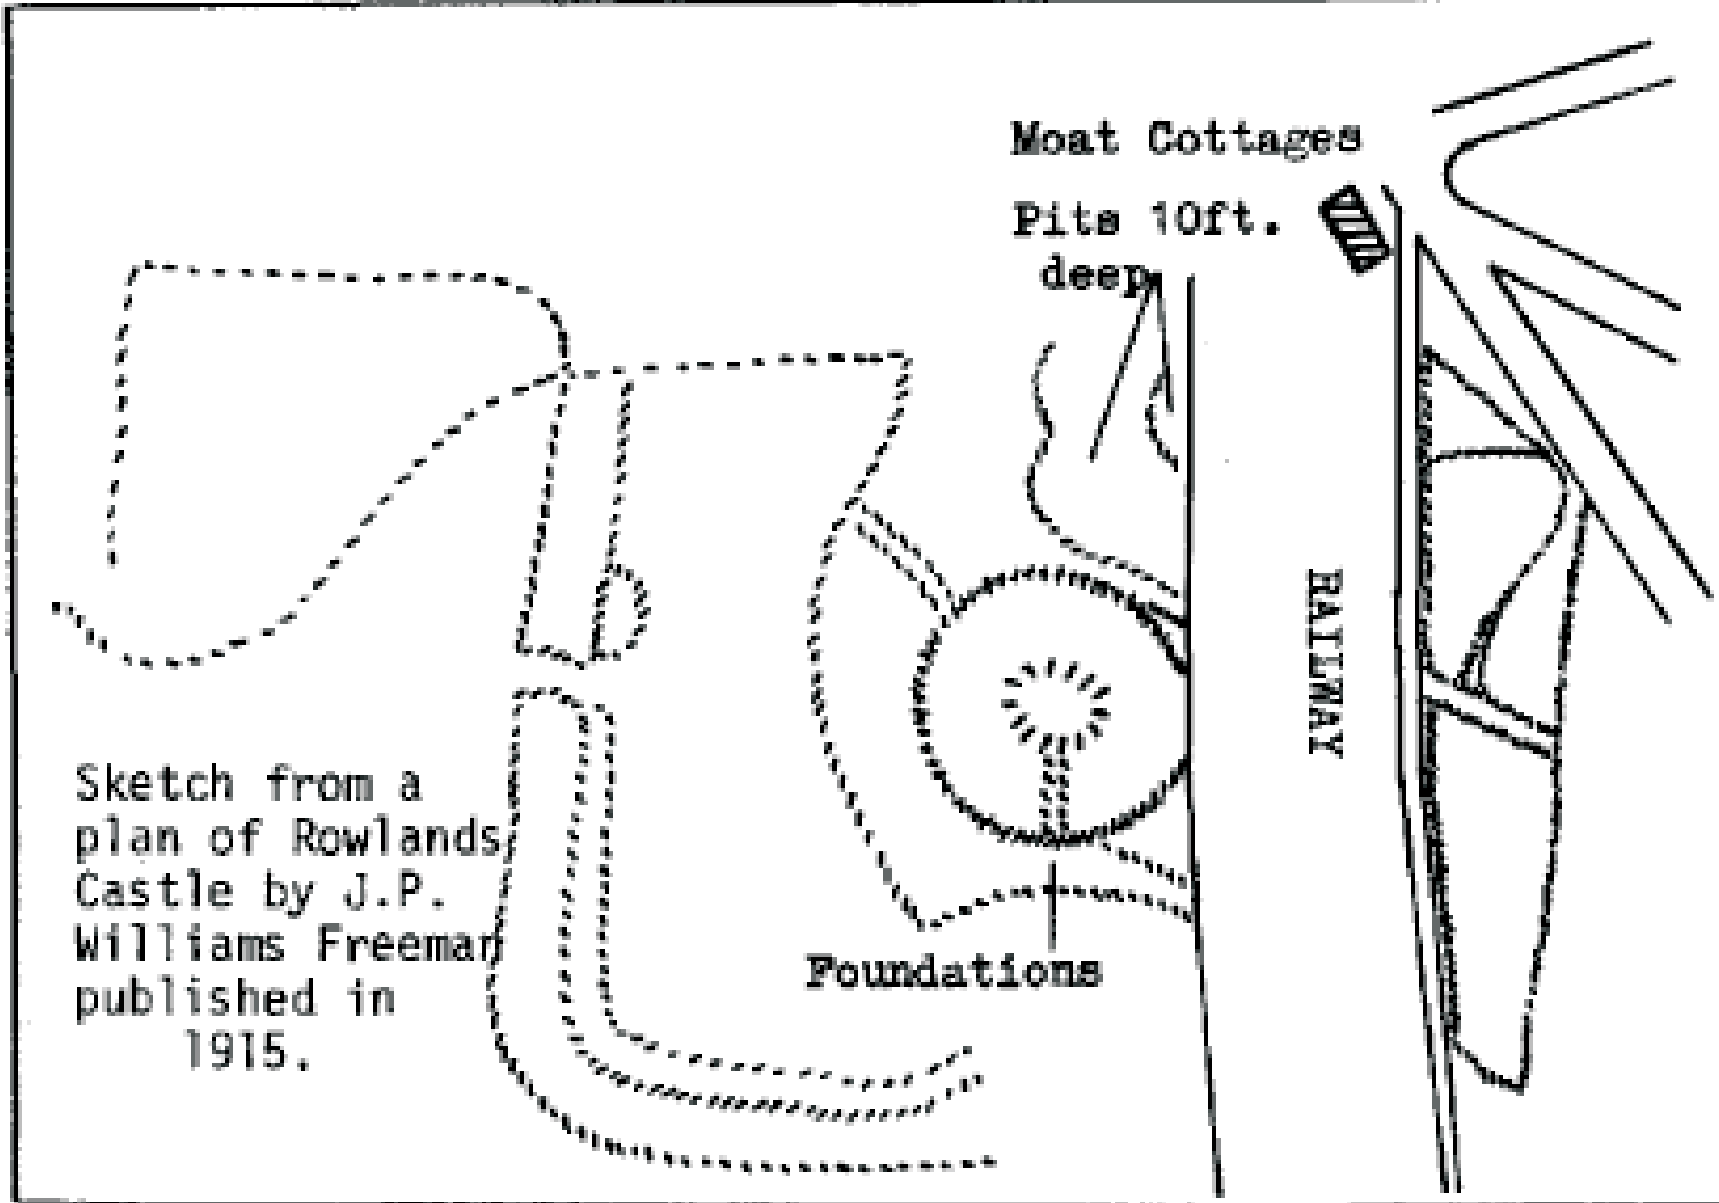 Moat Cottages
Pits 10ft.
deep
RAILWAY
Sketch from a
plan of Rowlands
Castle by J.P.
Williams Freeman
published in
1915.
Foundations